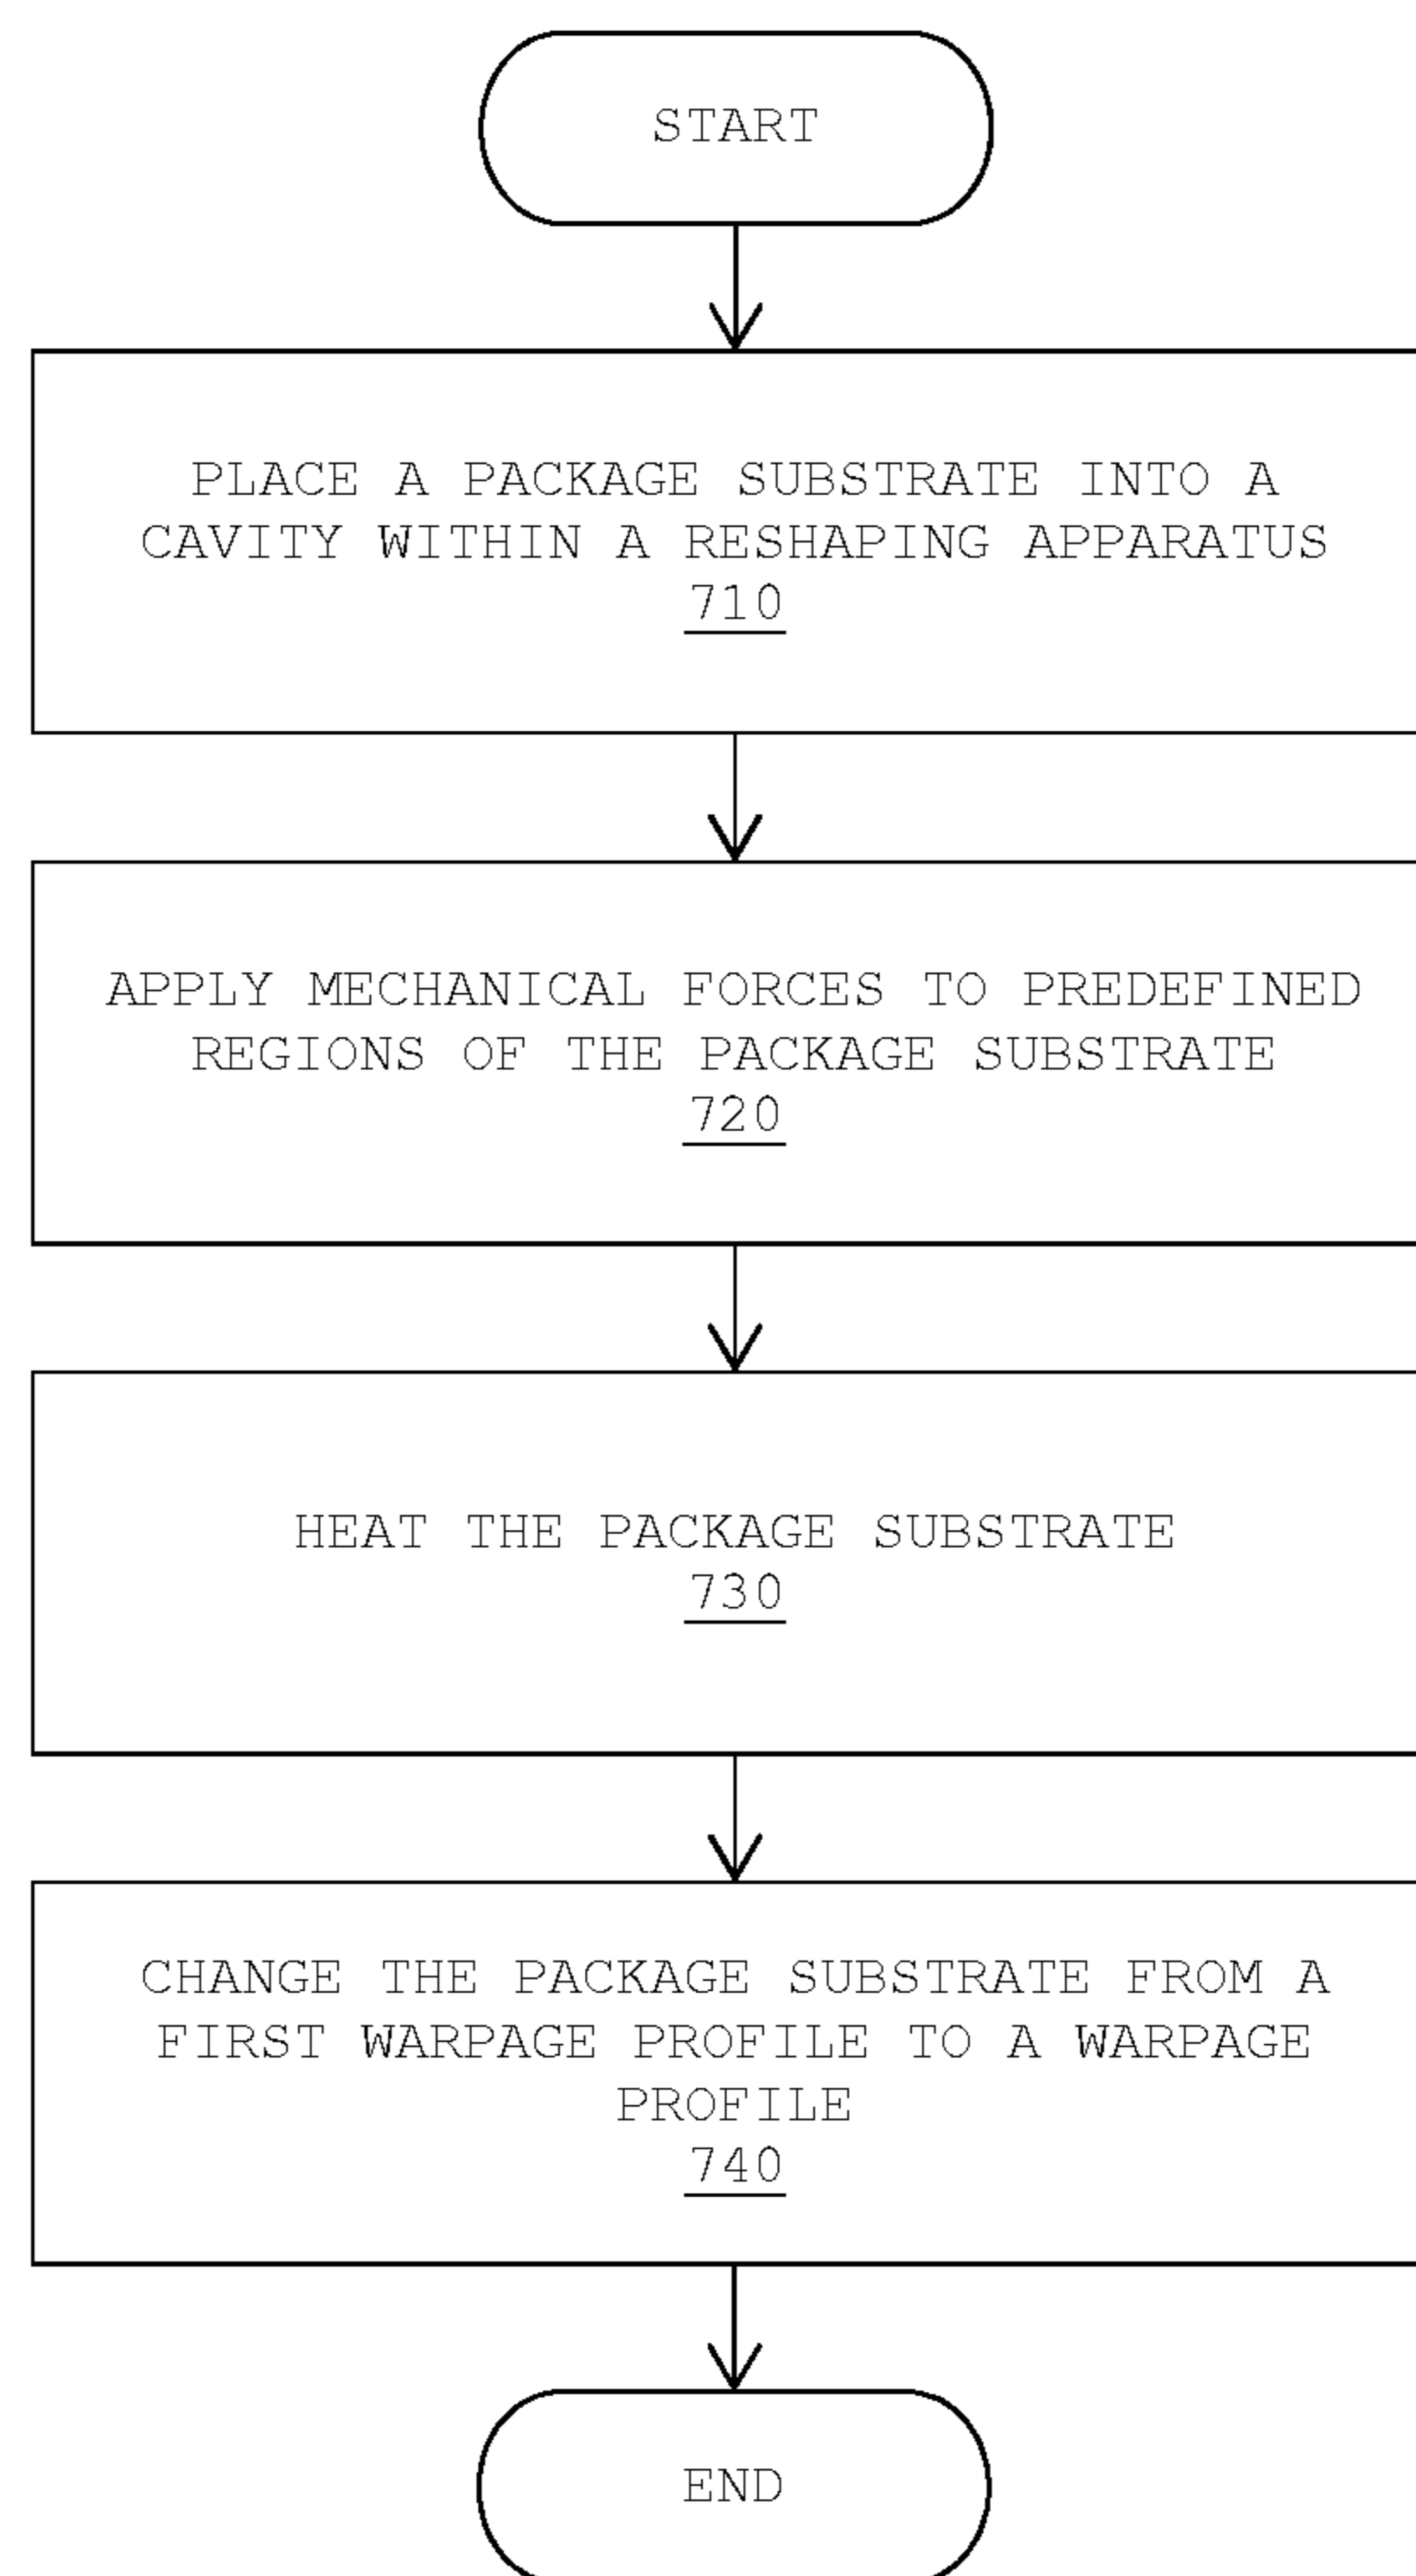 START
PLACE A PACKAGE SUBSTRATE INTO A
CAVITY WITHIN A RESHAPING APPARATUS
710
APPLY MECHANICAL FORCES TO PREDEFINED
REGIONS OF THE PACKAGE SUBSTRATE
720
HEAT THE PACKAGE SUBSTRATE
730
CHANGE THE PACKAGE SUBSTRATE FROM A
FIRST WARPAGE PROFILE TO A WARPAGE
PROFILE
740
END